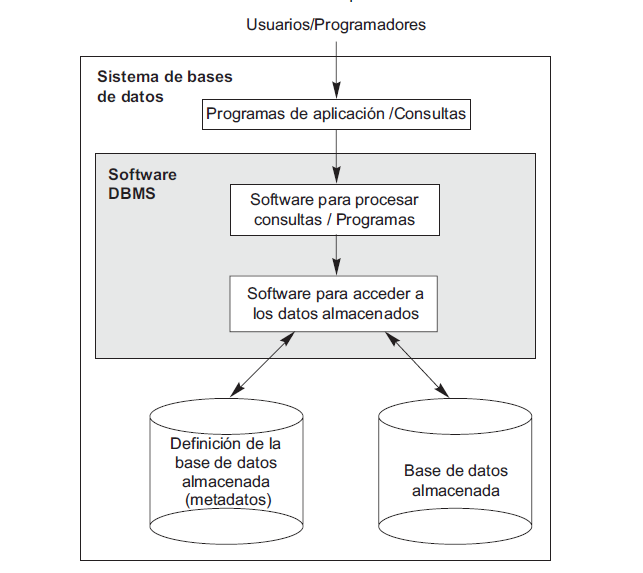 Usuarios/Programadores
Sistema de bases
de datos
Programas de aplicación /Consultas
Software
DBMS
Software para procesar
consultas / Programas
Software para acceder a
los datos almacenados
Definición de la
base de datos
almacenada
(metadatos)
Base de datos
almacenada